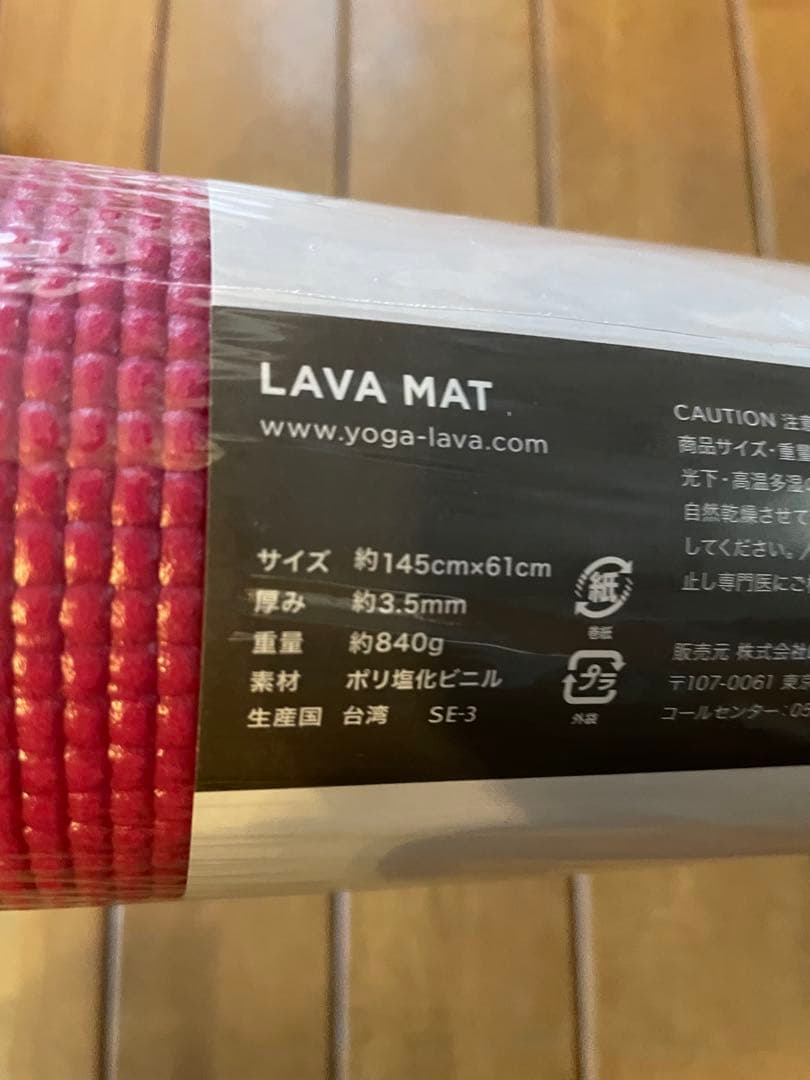 LAVA MAT
www.yoga-lava.com
サイズ 約145cm×61cm
厚み 約3.5mm
重量 約840g
素材 ポリ塩化ビニル
生産国 台湾 SE-3
紙
巻紙
プラ
外袋
CAUTION 注意
商品サイズ・重量
光下・高温多湿の
自然乾燥させて
してください。
止し専門医にご
販売元 株式会社
〒107-0061 東京
コールセンター:05